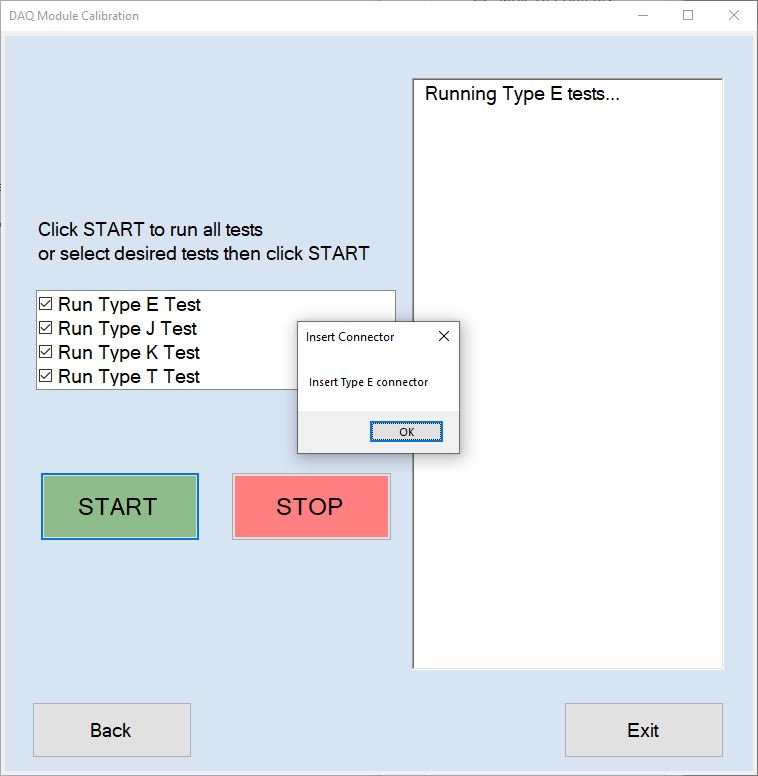 DAQ Module Calibration
Running Type E tests...
Click START to run all tests
or select desired tests then click START
Run Type E Test
Run Type J Test
Run Type K Test
Run Type T Test
Insert Connector
Insert Type E connector
OK
START
STOP
Back
Exit